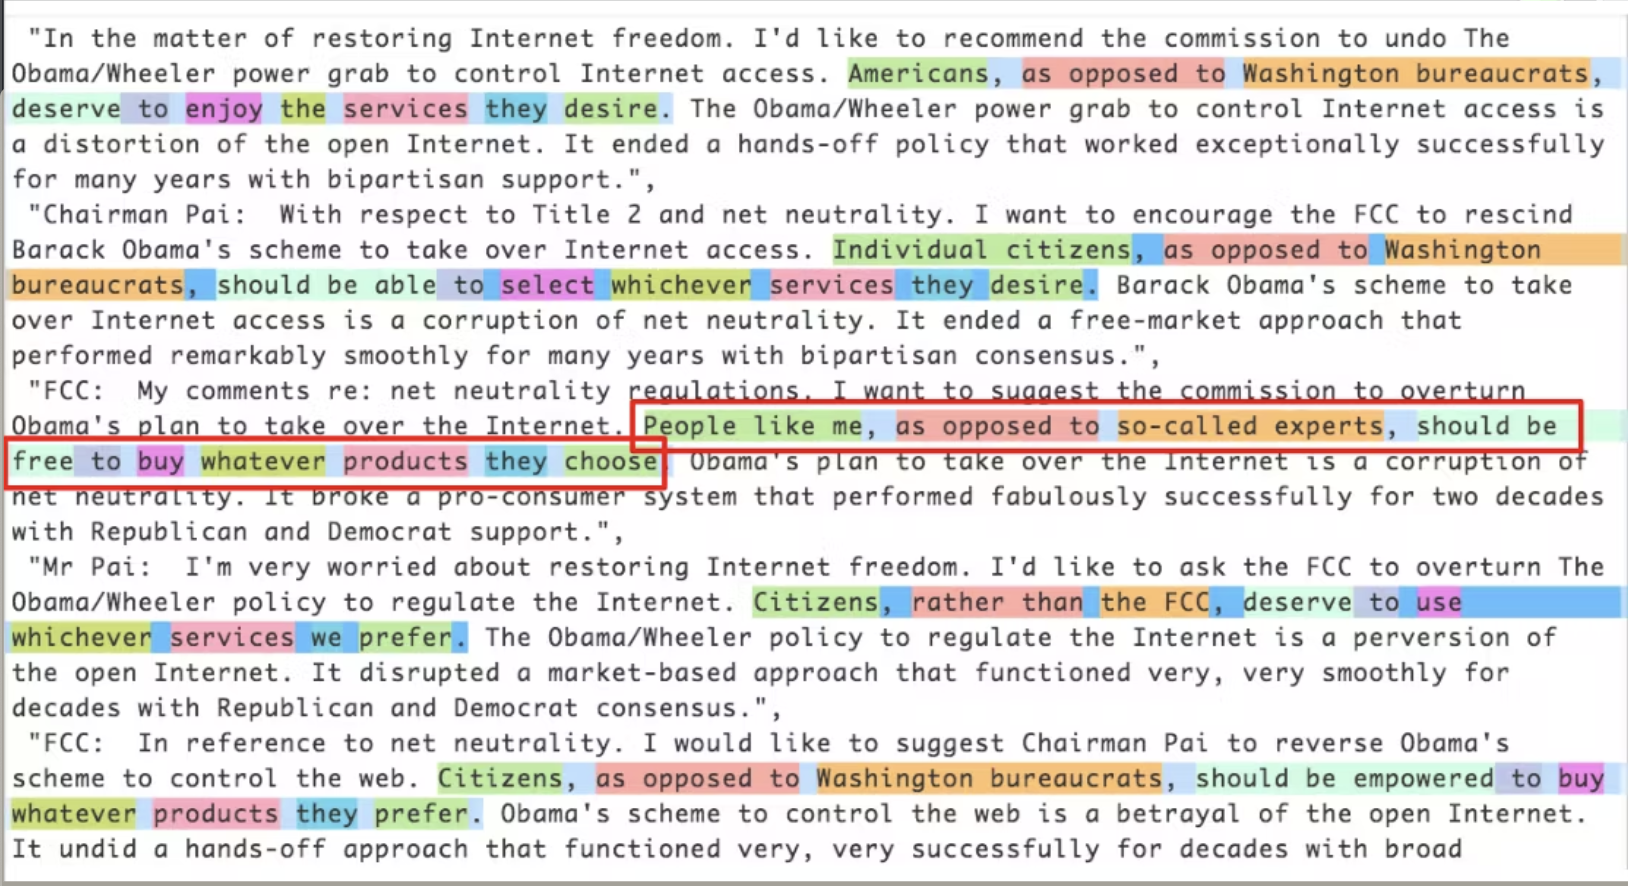 "In the matter of restoring Internet freedom. I'd like to recommend the commission to undo The
Obama/Wheeler power grab to control Internet access. Americans, as opposed to Washington bureaucrats,
deserve to enjoy the services they desire. The Obama/Wheeler power grab to control Internet access is
a distortion of the open Internet. It ended a hands-off policy that worked exceptionally successfully
for many years with bipartisan support.",
"Chairman Pai:  With respect to Title 2 and net neutrality. I want to encourage the FCC to rescind
Barack Obama's scheme to take over Internet access. Individual citizens, as opposed to Washington
bureaucrats, should be able to select whichever services they desire. Barack Obama's scheme to take
over Internet access is a corruption of net neutrality. It ended a free-market approach that
performed remarkably smoothly for many years with bipartisan consensus.",
"FCC:  My comments re: net neutrality regulations. I want to suggest the commission to overturn
Obama's plan to take over the Internet. People like me, as opposed to so-called experts, should be
free to buy whatever products they choose. Obama's plan to take over the Internet is a corruption of
net neutrality. It broke a pro-consumer system that performed fabulously successfully for two decades
with Republican and Democrat support.",
"Mr Pai:  I'm very worried about restoring Internet freedom. I'd like to ask the FCC to overturn The
Obama/Wheeler policy to regulate the Internet. Citizens, rather than the FCC, deserve to use
whichever services we prefer. The Obama/Wheeler policy to regulate the Internet is a perversion of
the open Internet. It disrupted a market-based approach that functioned very, very smoothly for
decades with Republican and Democrat consensus.",
"FCC:  In reference to net neutrality. I would like to suggest Chairman Pai to reverse Obama's
scheme to control the web. Citizens, as opposed to Washington bureaucrats, should be empowered to buy
whatever products they prefer. Obama's scheme to control the web is a betrayal of the open Internet.
It undid a hands-off approach that functioned very, very successfully for decades with broad